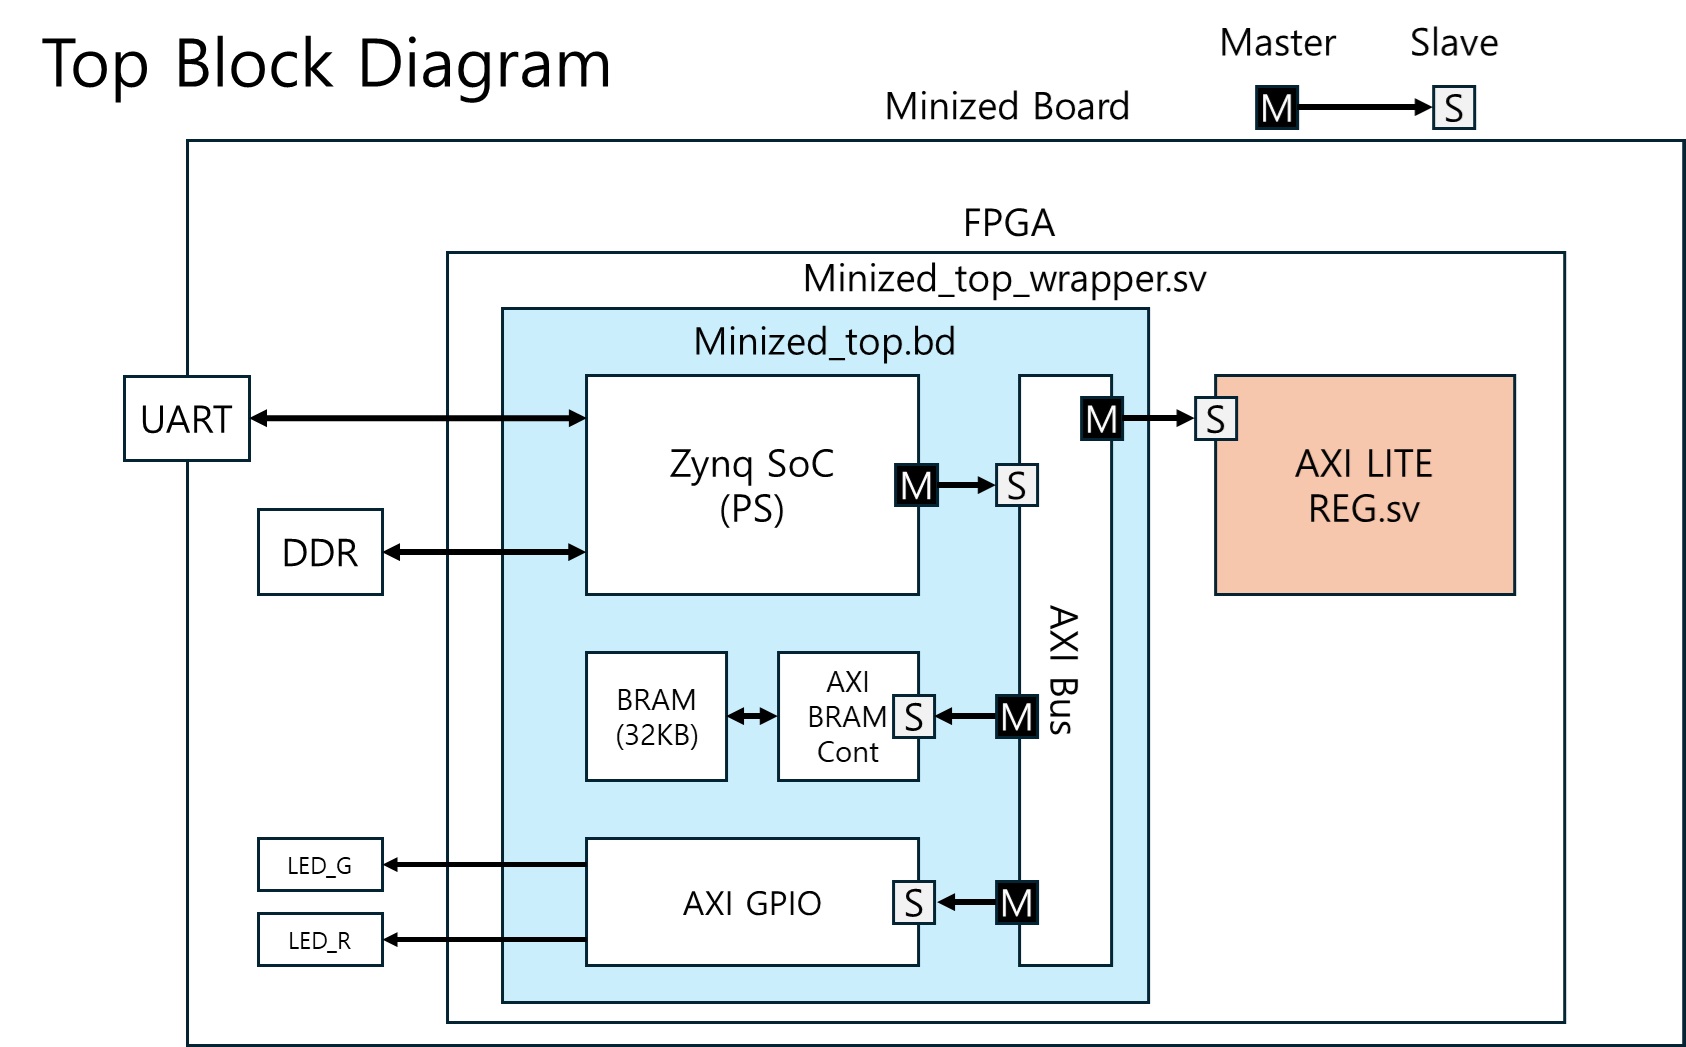 Top Block Diagram
Master
Slave
Minized Board
M
S
FPGA
Minized_top_wrapper.sv
Minized_top.bd
UART
Zynq SoC
(PS)
M
S
M
S
AXI LITE
REG.sv
DDR
AXI Bus
BRAM
(32KB)
AXI
BRAM
Cont
S
M
LED_G
LED_R
AXI GPIO
S
M